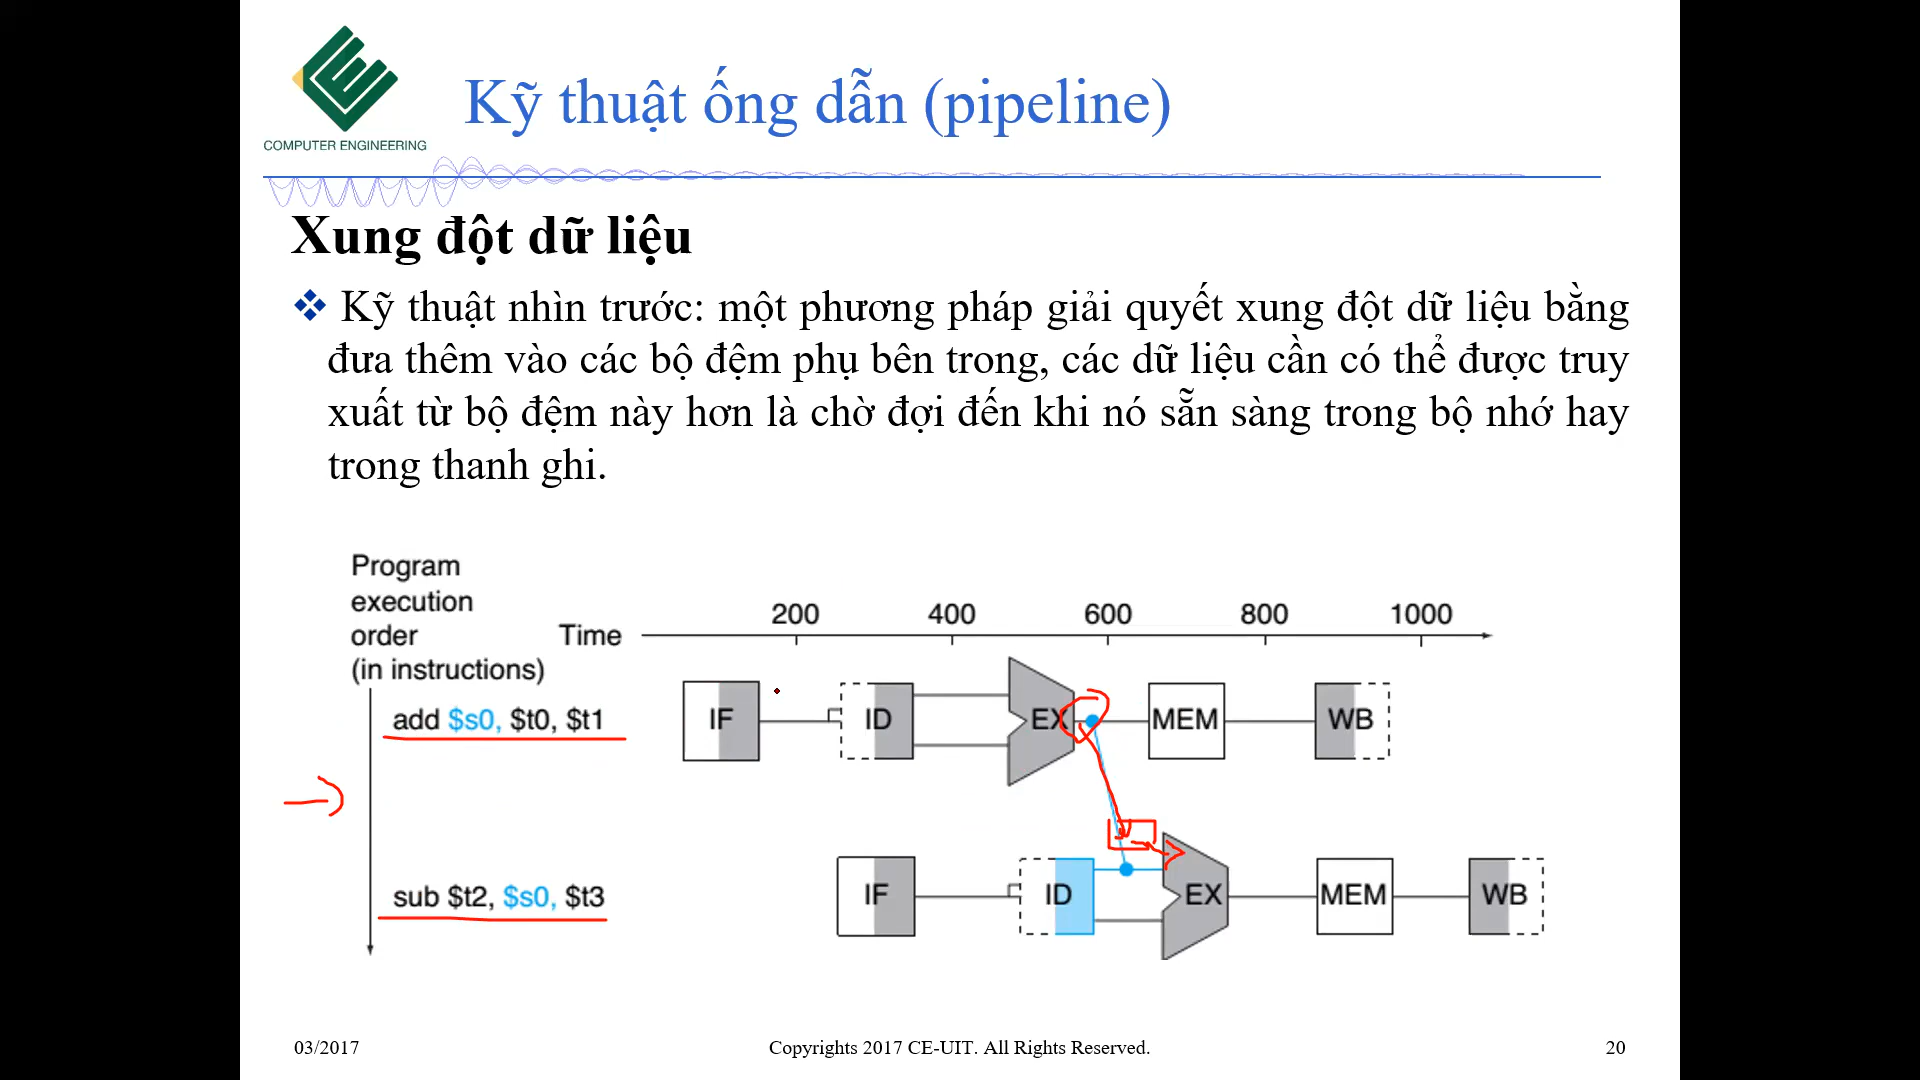 COMPUTER ENGINEERING
Kỹ thuật ống dẫn (pipeline)
Xung đột dữ liệu
Kỹ thuật nhìn trước: một phương pháp giải quyết xung đột dữ liệu bằng
đưa thêm vào các bộ đệm phụ bên trong, các dữ liệu cần có thể được truy
xuất từ bộ đệm này hơn là chờ đợi đến khi nó sẵn sàng trong bộ nhớ hay
trong thanh ghi.
Program
execution
order
(in instructions)
Time
200 400 600 800 1000
add $s0, $t0, $t1
IF ID EX MEM WB
sub $t2, $s0, $t3
IF ID EX MEM WB
03/2017
Copyrights 2017 CE-UIT. All Rights Reserved.
20